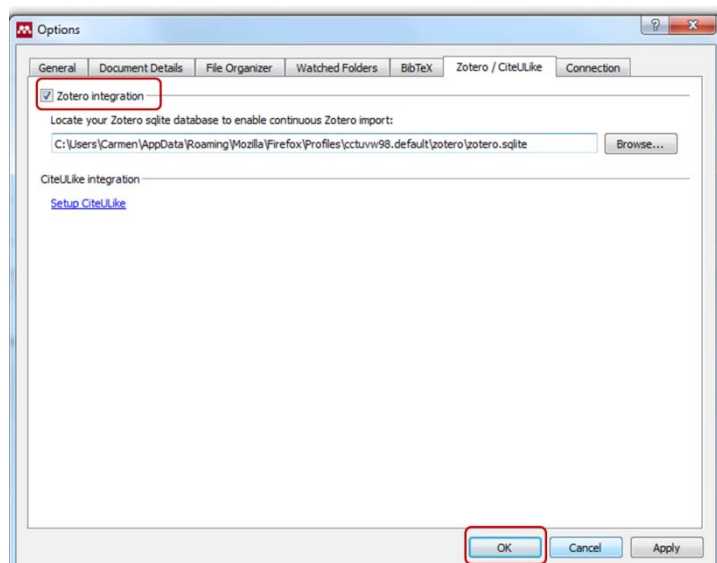 Options
General Document Details File Organizer Watched Folders BibTeX Zotero / CiteULike Connection
Zotero integration
Locate your Zotero sqlite database to enable continuous Zotero import:
C:\Users\Carmen\AppData\Roaming\Mozilla\Firefox\Profiles\cctuvw98.default\zotero\zotero.sqlite Browse...
CiteULike integration
Setup CiteULike
OK Cancel Apply